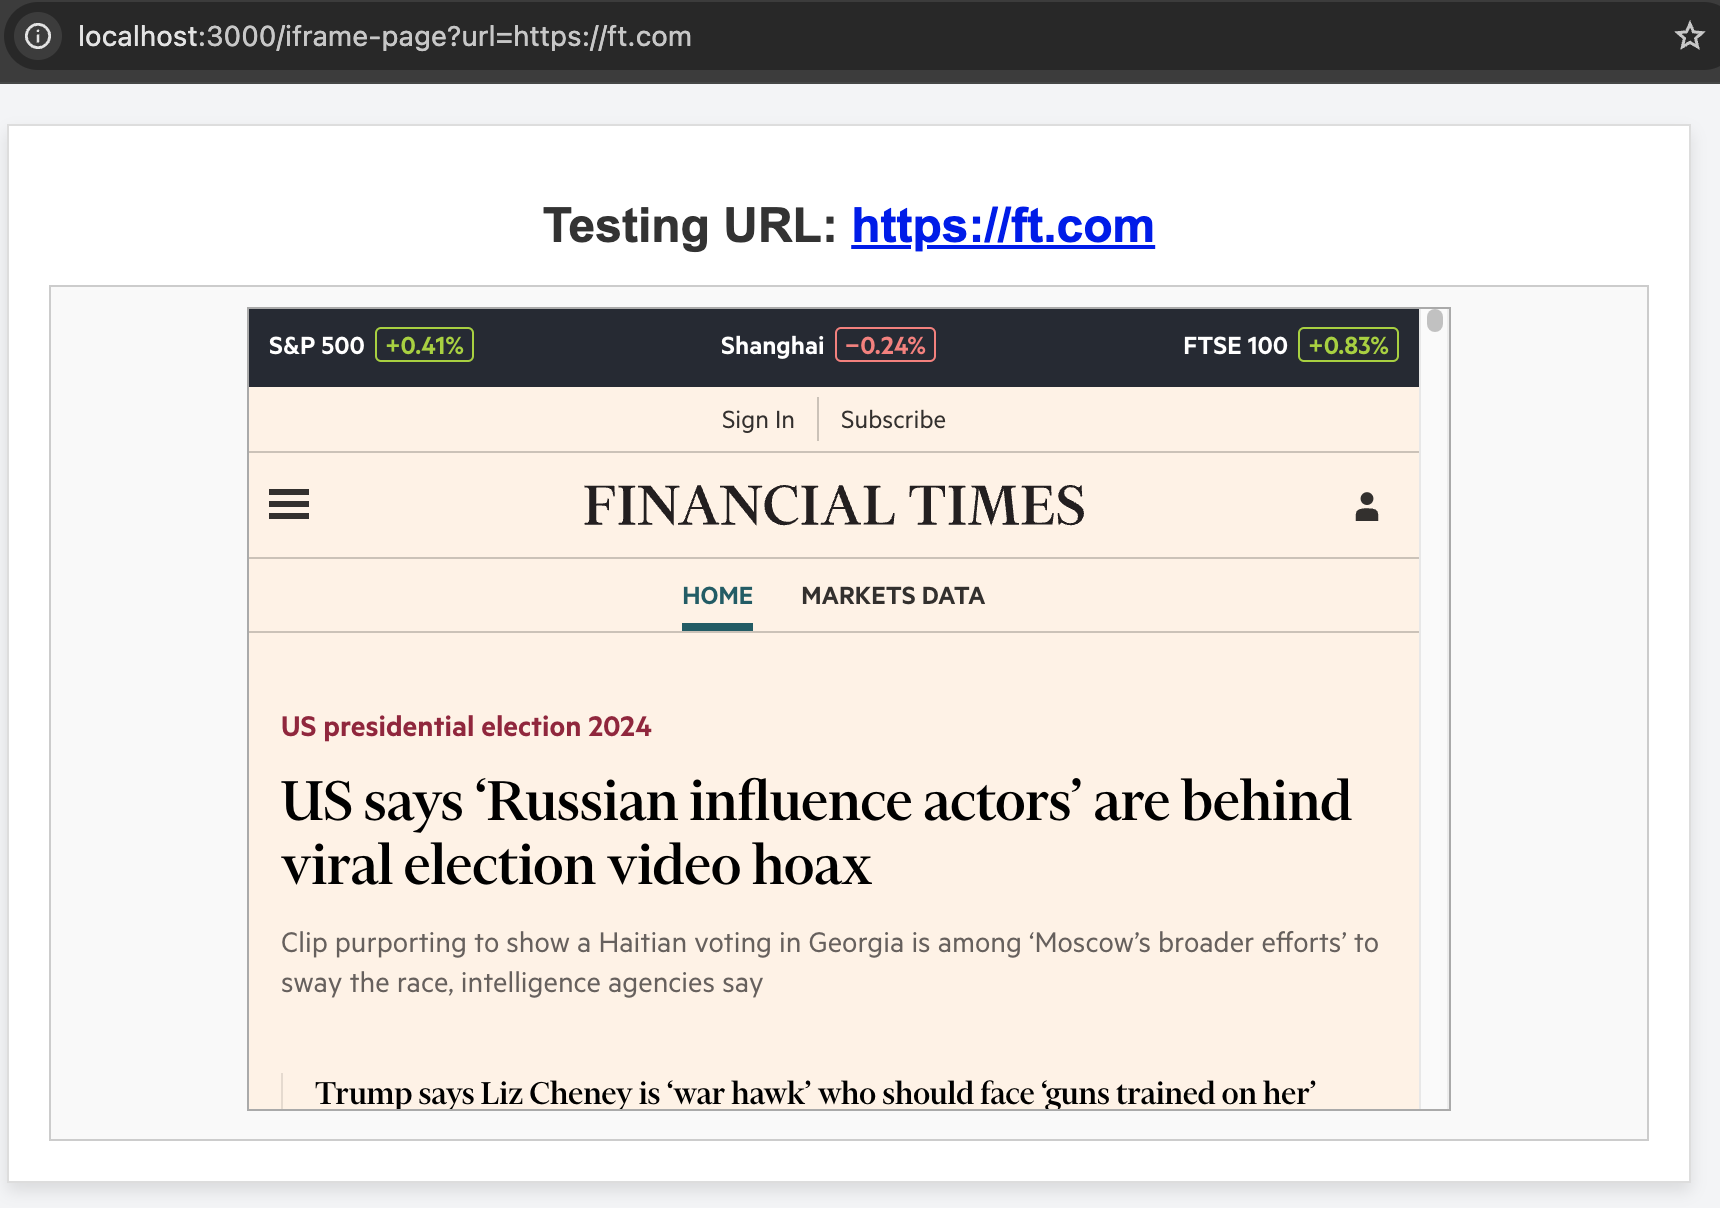 localhost:3000/iframe-page?url=https://ft.com
Testing URL: https://ft.com
S&P 500 +0.41% Shanghai −0.24% FTSE 100 +0.83%
Sign In Subscribe
FINANCIAL TIMES
HOME MARKETS DATA
US presidential election 2024
US says ‘Russian influence actors’ are behind
viral election video hoax
Clip purporting to show a Haitian voting in Georgia is among ‘Moscow’s broader efforts’ to
sway the race, intelligence agencies say
Trump says Liz Cheney is ‘war hawk’ who should face ‘guns trained on her’